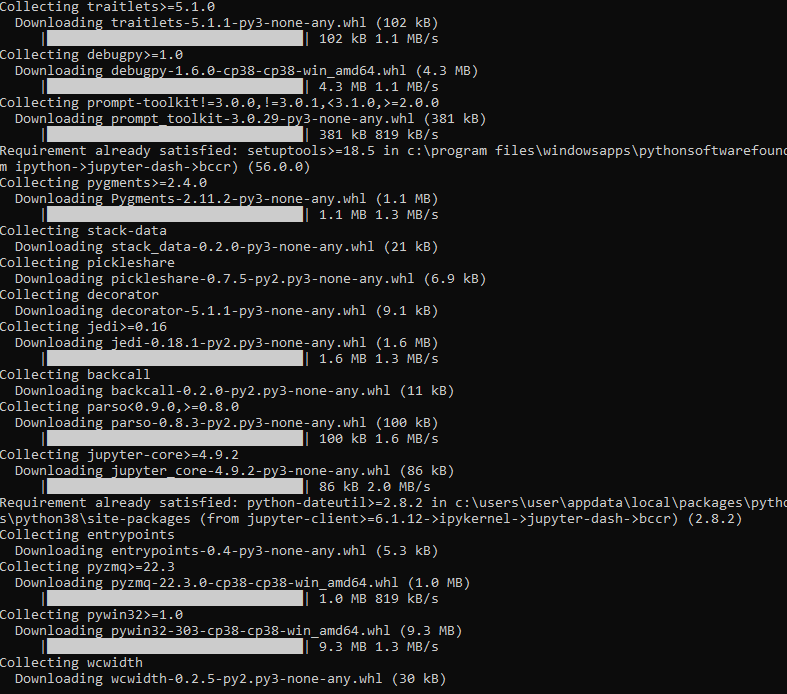 Collecting traitlets>=5.1.0
Downloading traitlets-5.1.1-py3-none-any.whl (102 kB)
| 102 kB 1.1 MB/s
Collecting debugpy>=1.0
Downloading debugpy-1.6.0-cp38-cp38-win_amd64.whl (4.3 MB)
| 4.3 MB 1.1 MB/s
Collecting prompt-toolkit!=3.0.0,!=3.0.1,<3.1.0,>=2.0.0
Downloading prompt_toolkit-3.0.29-py3-none-any.whl (381 kB)
| 381 kB 819 kB/s
Requirement already satisfied: setuptools>=18.5 in c:\program files\windowsapps\pythonsoftwarefound
m ipython->jupyter-dash->bccr) (56.0.0)
Collecting pygments>=2.4.0
Downloading Pygments-2.11.2-py3-none-any.whl (1.1 MB)
| 1.1 MB 1.3 MB/s
Collecting stack-data
Downloading stack_data-0.2.0-py3-none-any.whl (21 kB)
Collecting pickleshare
Downloading pickleshare-0.7.5-py2.py3-none-any.whl (6.9 kB)
Collecting decorator
Downloading decorator-5.1.1-py3-none-any.whl (9.1 kB)
Collecting jedi>=0.16
Downloading jedi-0.18.1-py2.py3-none-any.whl (1.6 MB)
| 1.6 MB 1.3 MB/s
Collecting backcall
Downloading backcall-0.2.0-py2.py3-none-any.whl (11 kB)
Collecting parso<0.9.0,>=0.8.0
Downloading parso-0.8.3-py2.py3-none-any.whl (100 kB)
| 100 kB 1.6 MB/s
Collecting jupyter-core>=4.9.2
Downloading jupyter_core-4.9.2-py3-none-any.whl (86 kB)
| 86 kB 2.0 MB/s
Requirement already satisfied: python-dateutil>=2.8.2 in c:\users\user\appdata\local\packages\pytho
s\python38\site-packages (from jupyter-client>=6.1.12->ipykernel->jupyter-dash->bccr) (2.8.2)
Collecting entrypoints
Downloading entrypoints-0.4-py3-none-any.whl (5.3 kB)
Collecting pyzmq>=22.3
Downloading pyzmq-22.3.0-cp38-cp38-win_amd64.whl (1.0 MB)
| 1.0 MB 819 kB/s
Collecting pywin32>=1.0
Downloading pywin32-303-cp38-cp38-win_amd64.whl (9.3 MB)
| 9.3 MB 1.3 MB/s
Collecting wcwidth
Downloading wcwidth-0.2.5-py2.py3-none-any.whl (30 kB)